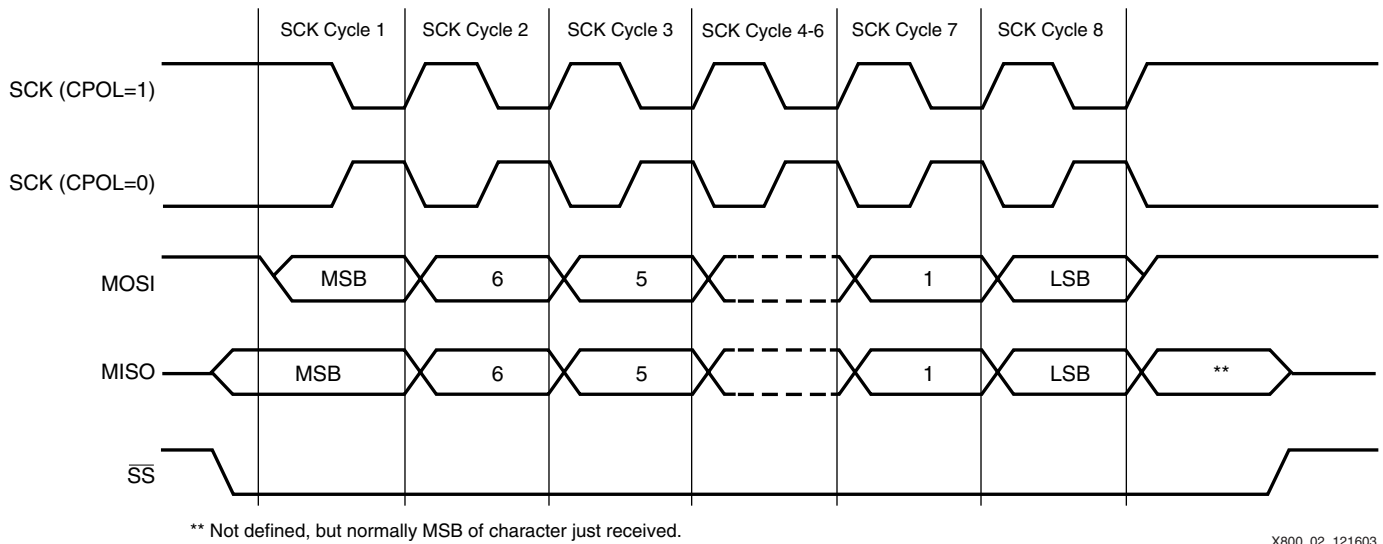 SCK Cycle 1 SCK Cycle 2 SCK Cycle 3 SCK Cycle 4-6 SCK Cycle 7 SCK Cycle 8
SCK (CPOL=1)
SCK (CPOL=0)
MOSI MSB 6 5 1 LSB
MISO MSB 6 5 1 LSB **
SS
** Not defined, but normally MSB of character just received.
X800_02_121603